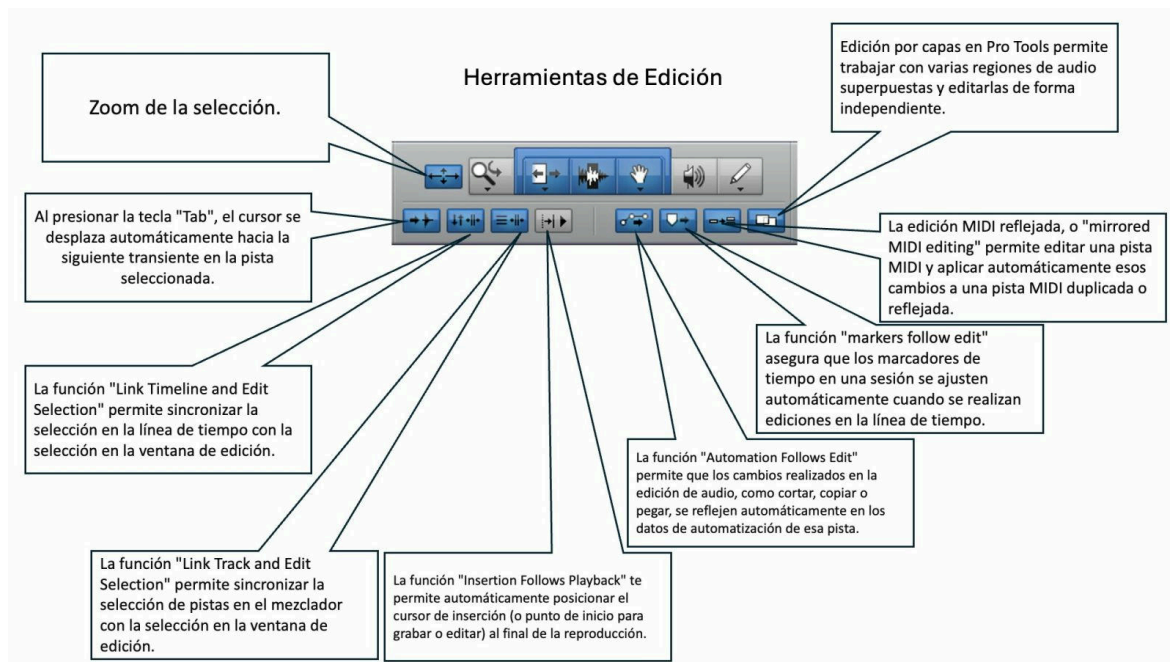 Herramientas de Edición
Zoom de la selección.
Edición por capas en Pro Tools permite
trabajar con varias regiones de audio
superpuestas y editarlas de forma
independiente.
Al presionar la tecla "Tab", el cursor se
desplaza automáticamente hacia la
siguiente transiente en la pista
seleccionada.
La edición MIDI reflejada, o "mirrored
MIDI editing" permite editar una pista
MIDI y aplicar automáticamente esos
cambios a una pista MIDI duplicada o
reflejada.
La función "markers follow edit"
asegura que los marcadores de
tiempo en una sesión se ajusten
automáticamente cuando se realizan
ediciones en la línea de tiempo.
La función "Link Timeline and Edit
Selection" permite sincronizar la
selección en la línea de tiempo con la
selección en la ventana de edición.
La función "Automation Follows Edit"
permite que los cambios realizados en la
edición de audio, como cortar, copiar o
pegar, se reflejen automáticamente en los
datos de automatización de esa pista.
La función "Link Track and Edit
Selection" permite sincronizar la
selección de pistas en el mezclador
con la selección en la ventana de
edición.
La función "Insertion Follows Playback" te
permite automáticamente posicionar el
cursor de inserción (o punto de inicio para
grabar o editar) al final de la reproducción.